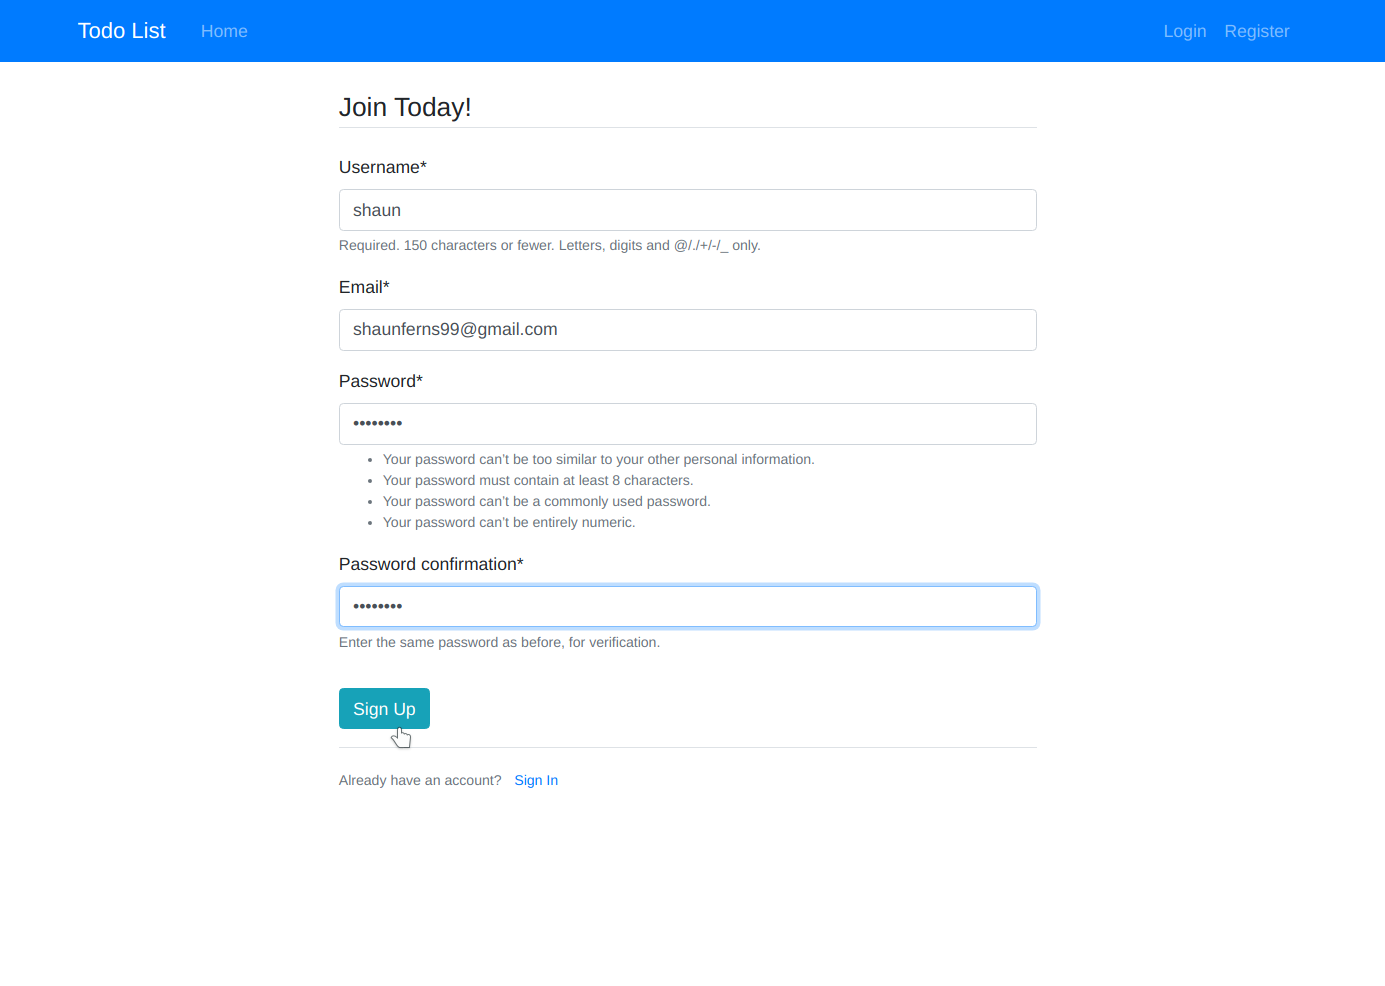 Todo List Home Login Register
Join Today!
Username*
shaun
Required. 150 characters or fewer. Letters, digits and @/./+/-/_ only.
Email*
shaunferns99@gmail.com
Password*
••••••••
• Your password can't be too similar to your other personal information.
• Your password must contain at least 8 characters.
• Your password can't be a commonly used password.
• Your password can't be entirely numeric.
Password confirmation*
••••••••
Enter the same password as before, for verification.
Sign Up
Already have an account? Sign In